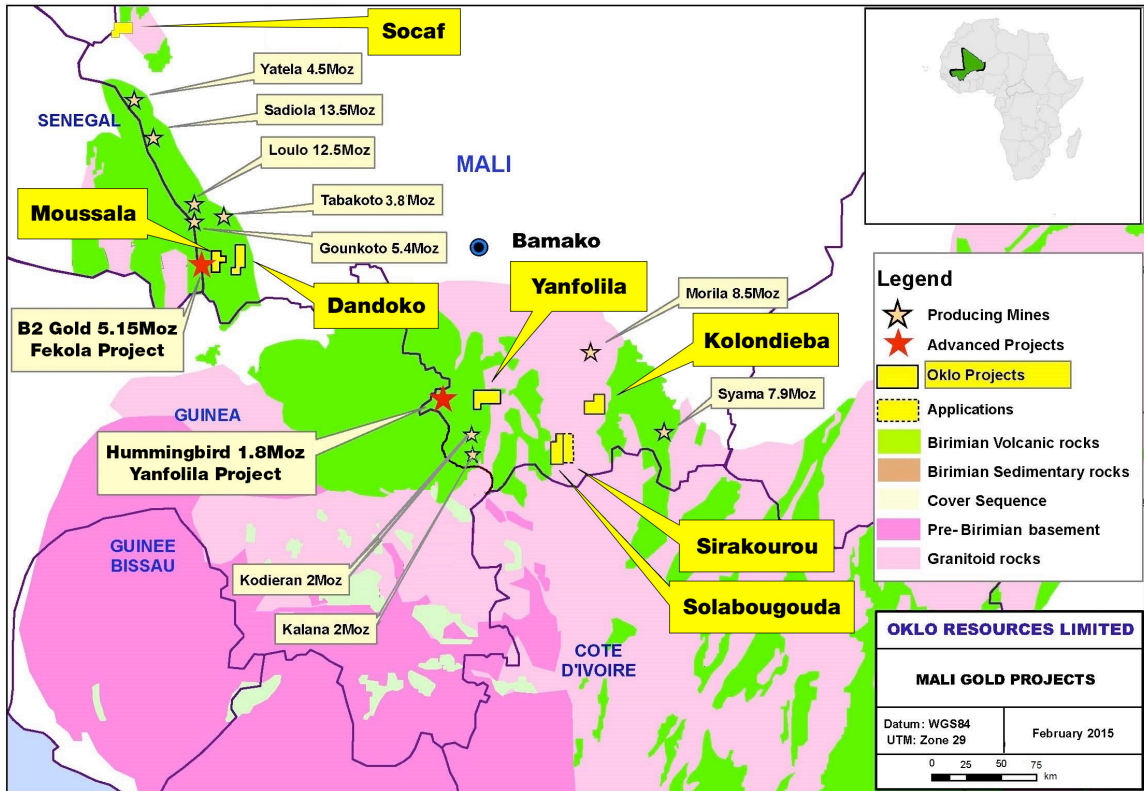 Socaf
Yatela 4.5Moz
SENEGAL
Sadiola 13.5Moz
Loulo 12.5Moz
MALI
Tabakoto 3.8Moz
Moussala
Gounkoto 5.4Moz
Bamako
Dandoko
Yanfolila
Morila 8.5Moz
B2 Gold 5.15Moz
Fekola Project
Kolondieba
Syama 7.9Moz
GUINEA
Hummingbird 1.8Moz
Yanfolila Project
GUINEE
BISSAU
Sirakourou
Kodieran 2Moz
Solabougouda
Kalana 2Moz
COTE
D'IVOIRE
Legend
Producing Mines
Advanced Projects
Oklo Projects
Applications
Birimian Volcanic rocks
Birimian Sedimentary rocks
Cover Sequence
Pre-Birimian basement
Granitoid rocks
OKLO RESOURCES LIMITED
MALI GOLD PROJECTS
Datum: WGS84
UTM: Zone 29
February 2015
0 25 50 75
km